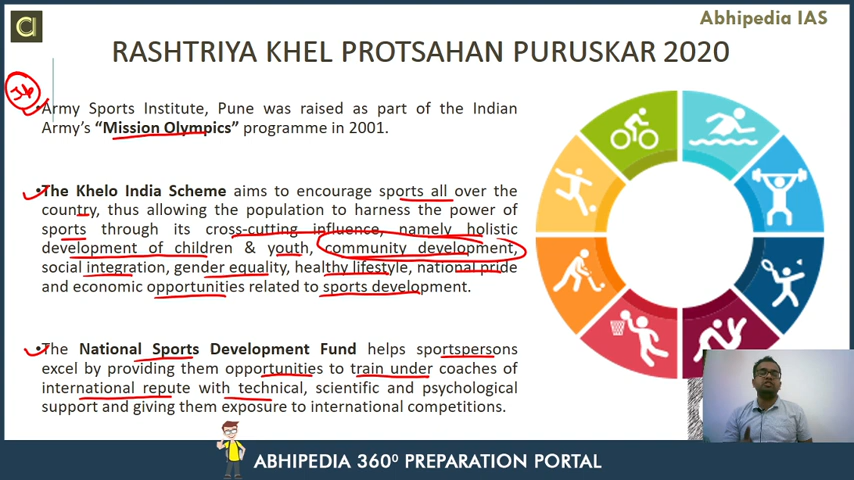 Abhipedia IAS
RASHTRIYA KHEL PROTSAHAN PURUSKAR 2020
•Army Sports Institute, Pune was raised as part of the Indian
Army's "Mission Olympics" programme in 2001.
•The Khelo India Scheme aims to encourage sports all over the
country, thus allowing the population to harness the power of
sports through its cross-cutting influence, namely holistic
development of children & youth, community development,
social integration, gender equality, healthy lifestyle, national pride
and economic opportunities related to sports development.
•The National Sports Development Fund helps sportspersons
excel by providing them opportunities to train under coaches of
international repute with technical, scientific and psychological
support and giving them exposure to international competitions.
ABHIPEDIA 360⁰ PREPARATION PORTAL